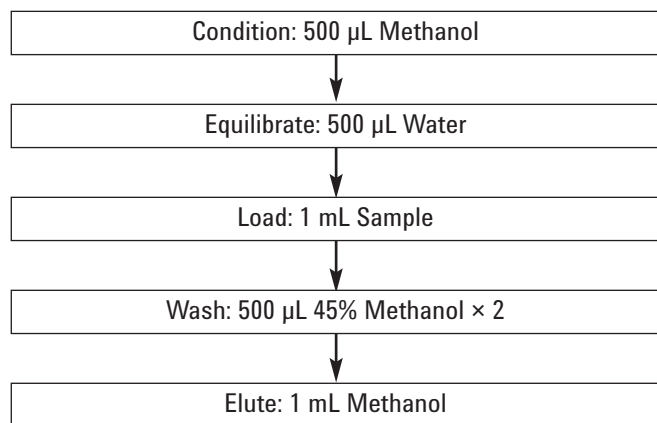 Condition: 500 µL Methanol
Equilibrate: 500 µL Water
Load: 1 mL Sample
Wash: 500 µL 45% Methanol × 2
Elute: 1 mL Methanol